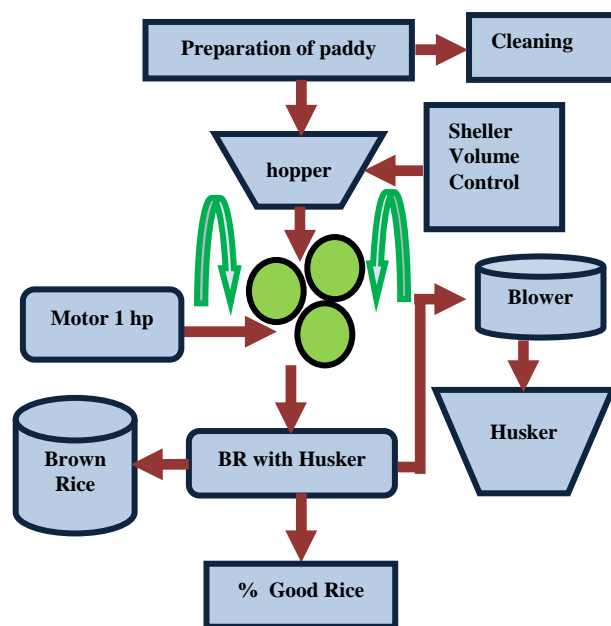 Preparation of paddy
Cleaning
hopper
Sheller
Volume
Control
Motor 1 hp
Blower
Brown
Rice
BR with Husker
Husker
% Good Rice